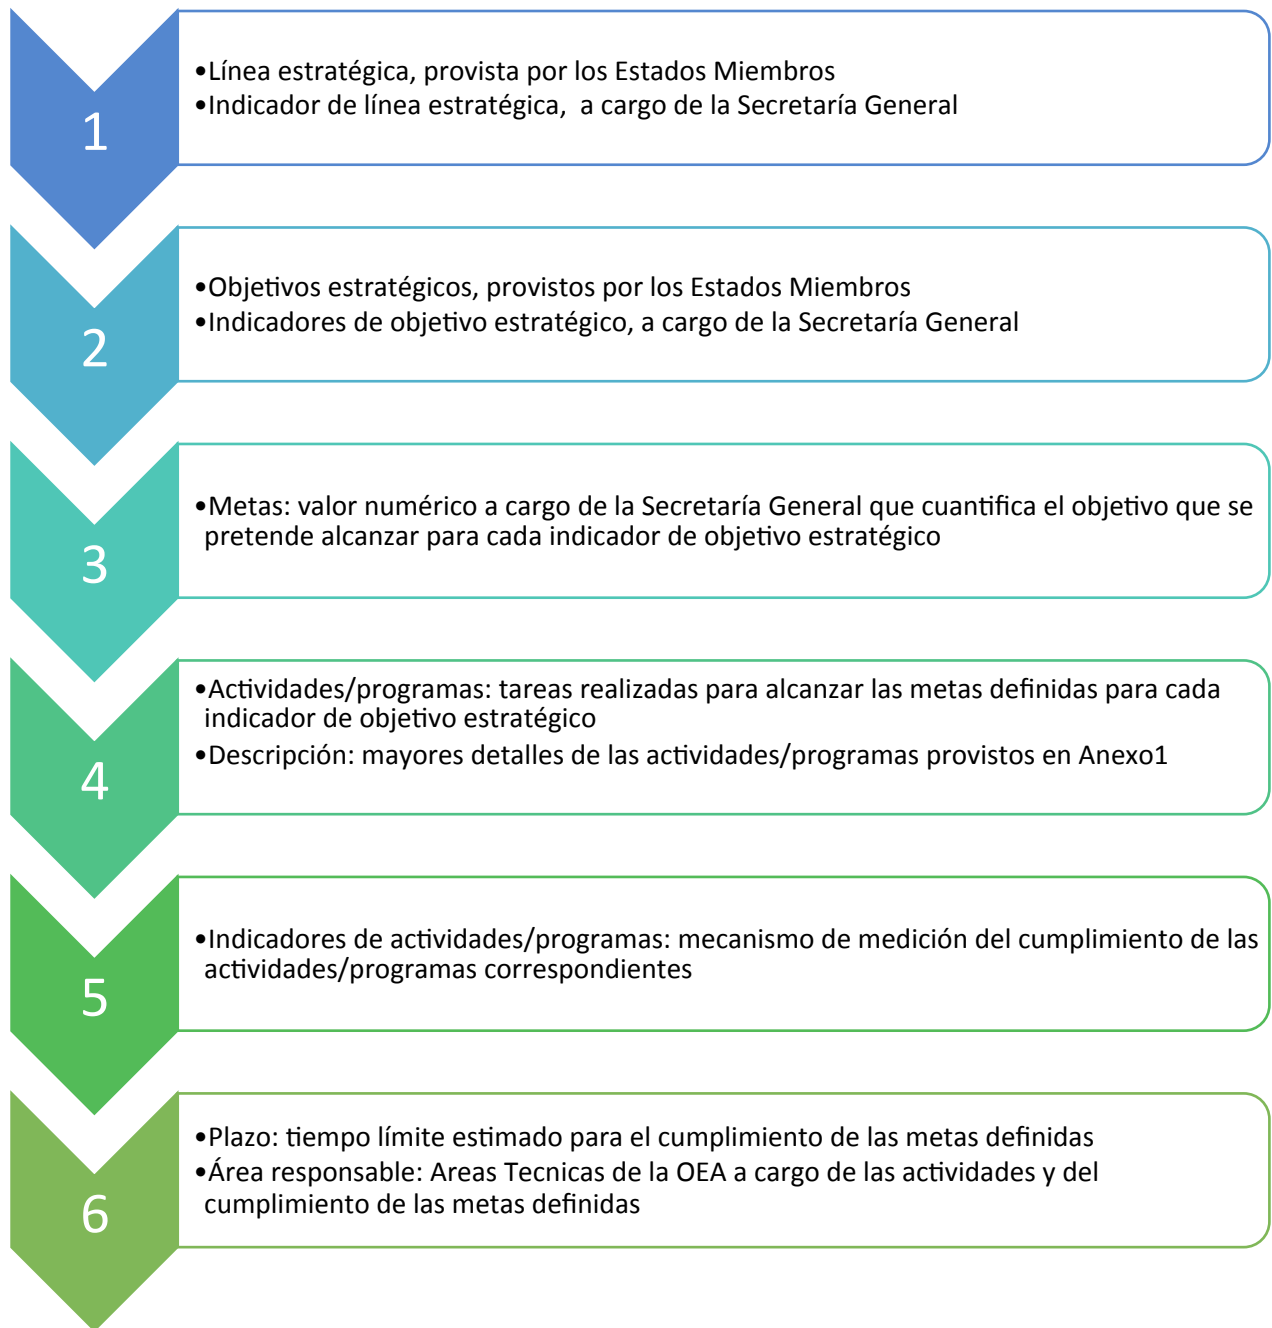 1
•Línea estratégica, provista por los Estados Miembros
•Indicador de línea estratégica,  a cargo de la Secretaría General
2
•Objetivos estratégicos, provistos por los Estados Miembros
•Indicadores de objetivo estratégico, a cargo de la Secretaría General
3
•Metas: valor numérico a cargo de la Secretaría General que cuantifica el objetivo que se
pretende alcanzar para cada indicador de objetivo estratégico
4
•Actividades/programas: tareas realizadas para alcanzar las metas definidas para cada
indicador de objetivo estratégico
•Descripción: mayores detalles de las actividades/programas provistos en Anexo1
5
•Indicadores de actividades/programas: mecanismo de medición del cumplimiento de las
actividades/programas correspondientes
6
•Plazo: tiempo límite estimado para el cumplimiento de las metas definidas
•Área responsable: Areas Tecnicas de la OEA a cargo de las actividades y del
cumplimiento de las metas definidas